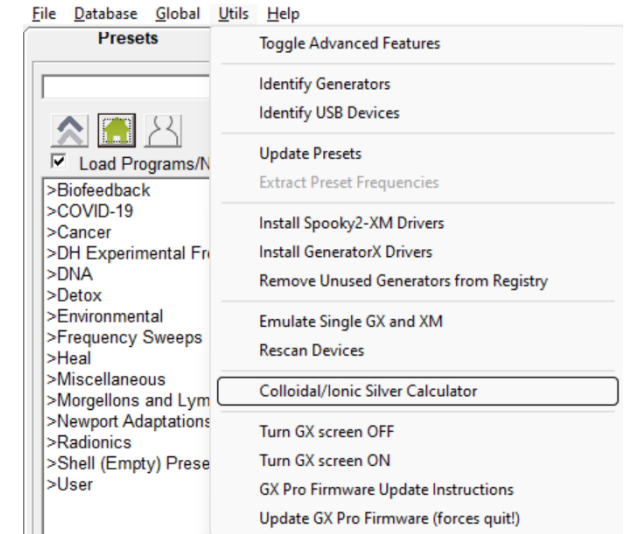 File Database Global Utils Help
Presets
Load Programs/N
>Biofeedback
>COVID-19
>Cancer
>DH Experimental Fr
>DNA
>Detox
>Environmental
>Frequency Sweeps
>Heal
>Miscellaneous
>Morgellons and Lym
>Newport Adaptations
>Radionics
>Shell (Empty) Prese
>User
Toggle Advanced Features
Identify Generators
Identify USB Devices
Update Presets
Extract Preset Frequencies
Install Spooky2-XM Drivers
Install GeneratorX Drivers
Remove Unused Generators from Registry
Emulate Single GX and XM
Rescan Devices
Colloidal/Ionic Silver Calculator
Turn GX screen OFF
Turn GX screen ON
GX Pro Firmware Update Instructions
Update GX Pro Firmware (forces quit!)